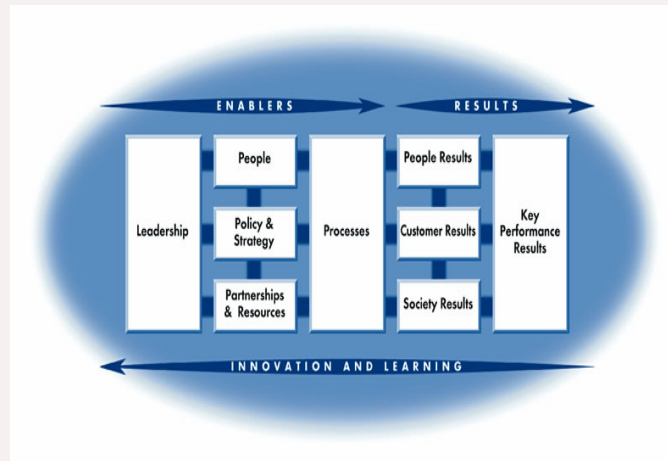 ENABLERS
RESULTS
People
People Results
Leadership
Policy &
Strategy
Processes
Customer Results
Key
Performance
Results
Partnerships
& Resources
Society Results
INNOVATION AND LEARNING